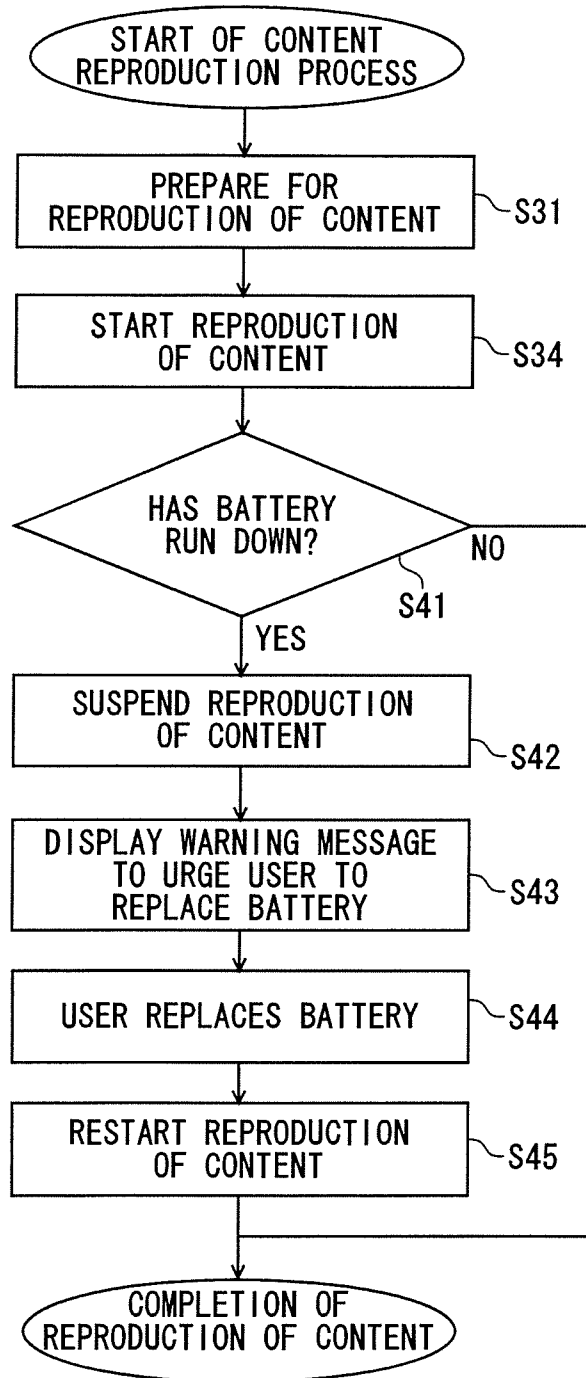 START OF CONTENT
REPRODUCTION PROCESS
PREPARE FOR
REPRODUCTION OF CONTENT
S31
START REPRODUCTION
OF CONTENT
S34
HAS BATTERY
RUN DOWN?
NO
S41
YES
SUSPEND REPRODUCTION
OF CONTENT
S42
DISPLAY WARNING MESSAGE
TO URGE USER TO
REPLACE BATTERY
S43
USER REPLACES BATTERY
S44
RESTART REPRODUCTION
OF CONTENT
S45
COMPLETION OF
REPRODUCTION OF CONTENT